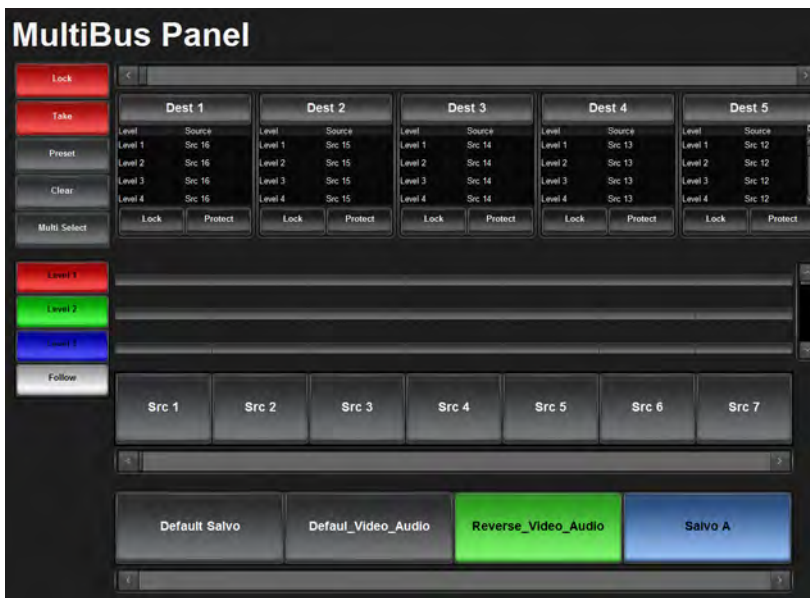 MultiBus Panel
Lock
Take
Preset
Clear
Multi Select
Dest 1 Dest 2 Dest 3 Dest 4 Dest 5
Level Source Level Source Level Source Level Source Level Source
Level 1 Src 16 Level 1 Src 15 Level 1 Src 14 Level 1 Src 13 Level 1 Src 12
Level 2 Src 16 Level 2 Src 15 Level 2 Src 14 Level 2 Src 13 Level 2 Src 12
Level 3 Src 16 Level 3 Src 15 Level 3 Src 14 Level 3 Src 13 Level 3 Src 12
Level 4 Src 16 Level 4 Src 15 Level 4 Src 14 Level 4 Src 13 Level 4 Src 12
Lock Protect Lock Protect Lock Protect Lock Protect Lock Protect
Level 1
Level 2
Level 3
Follow
Src 1 Src 2 Src 3 Src 4 Src 5 Src 6 Src 7
Default Salvo Defaul_Video_Audio Reverse_Video_Audio Salvo A